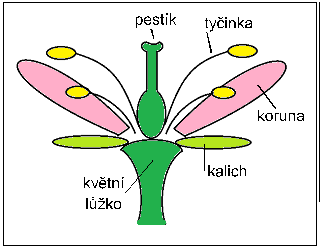 pestík
tyčinka
koruna
kalich
květní
lůžko